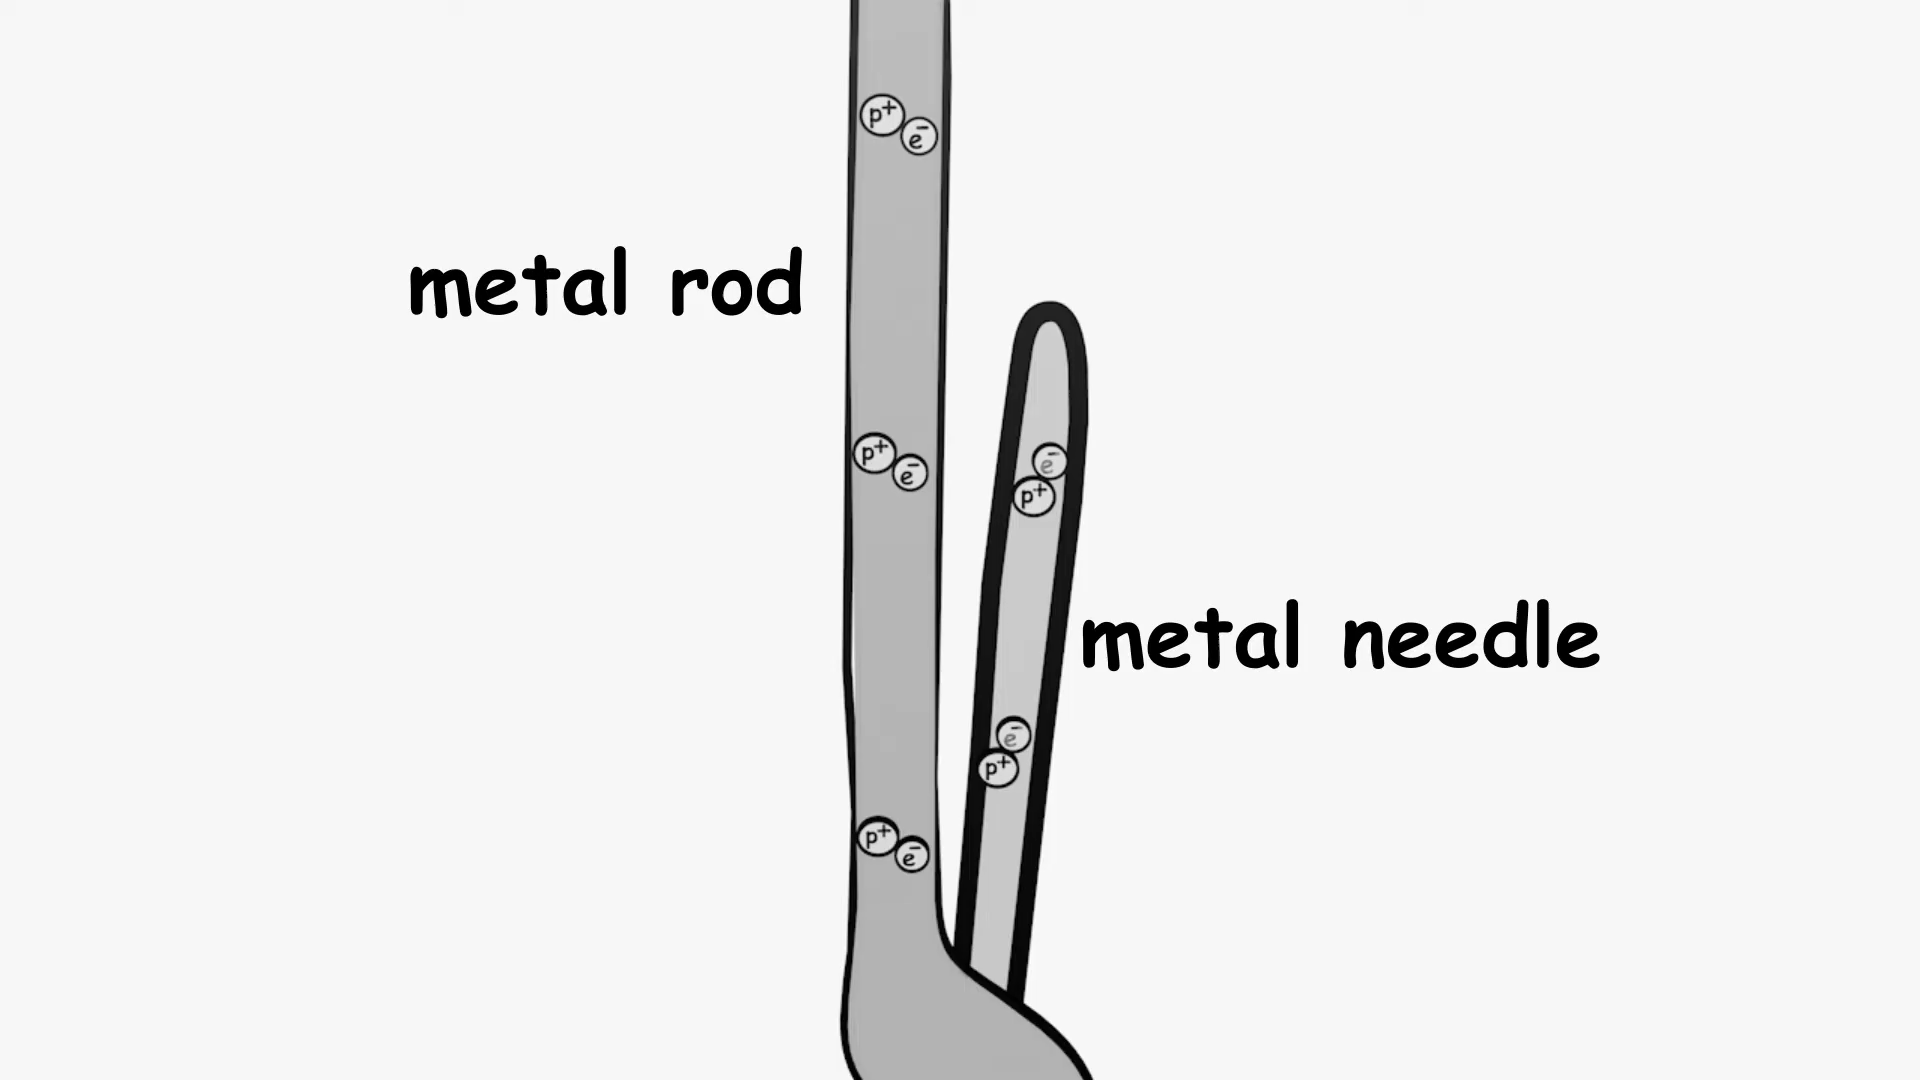 p⁺ e⁻
metal rod
p⁺ e⁻
e⁻
p⁺
metal needle
e⁻
p⁺
p⁺ e⁻